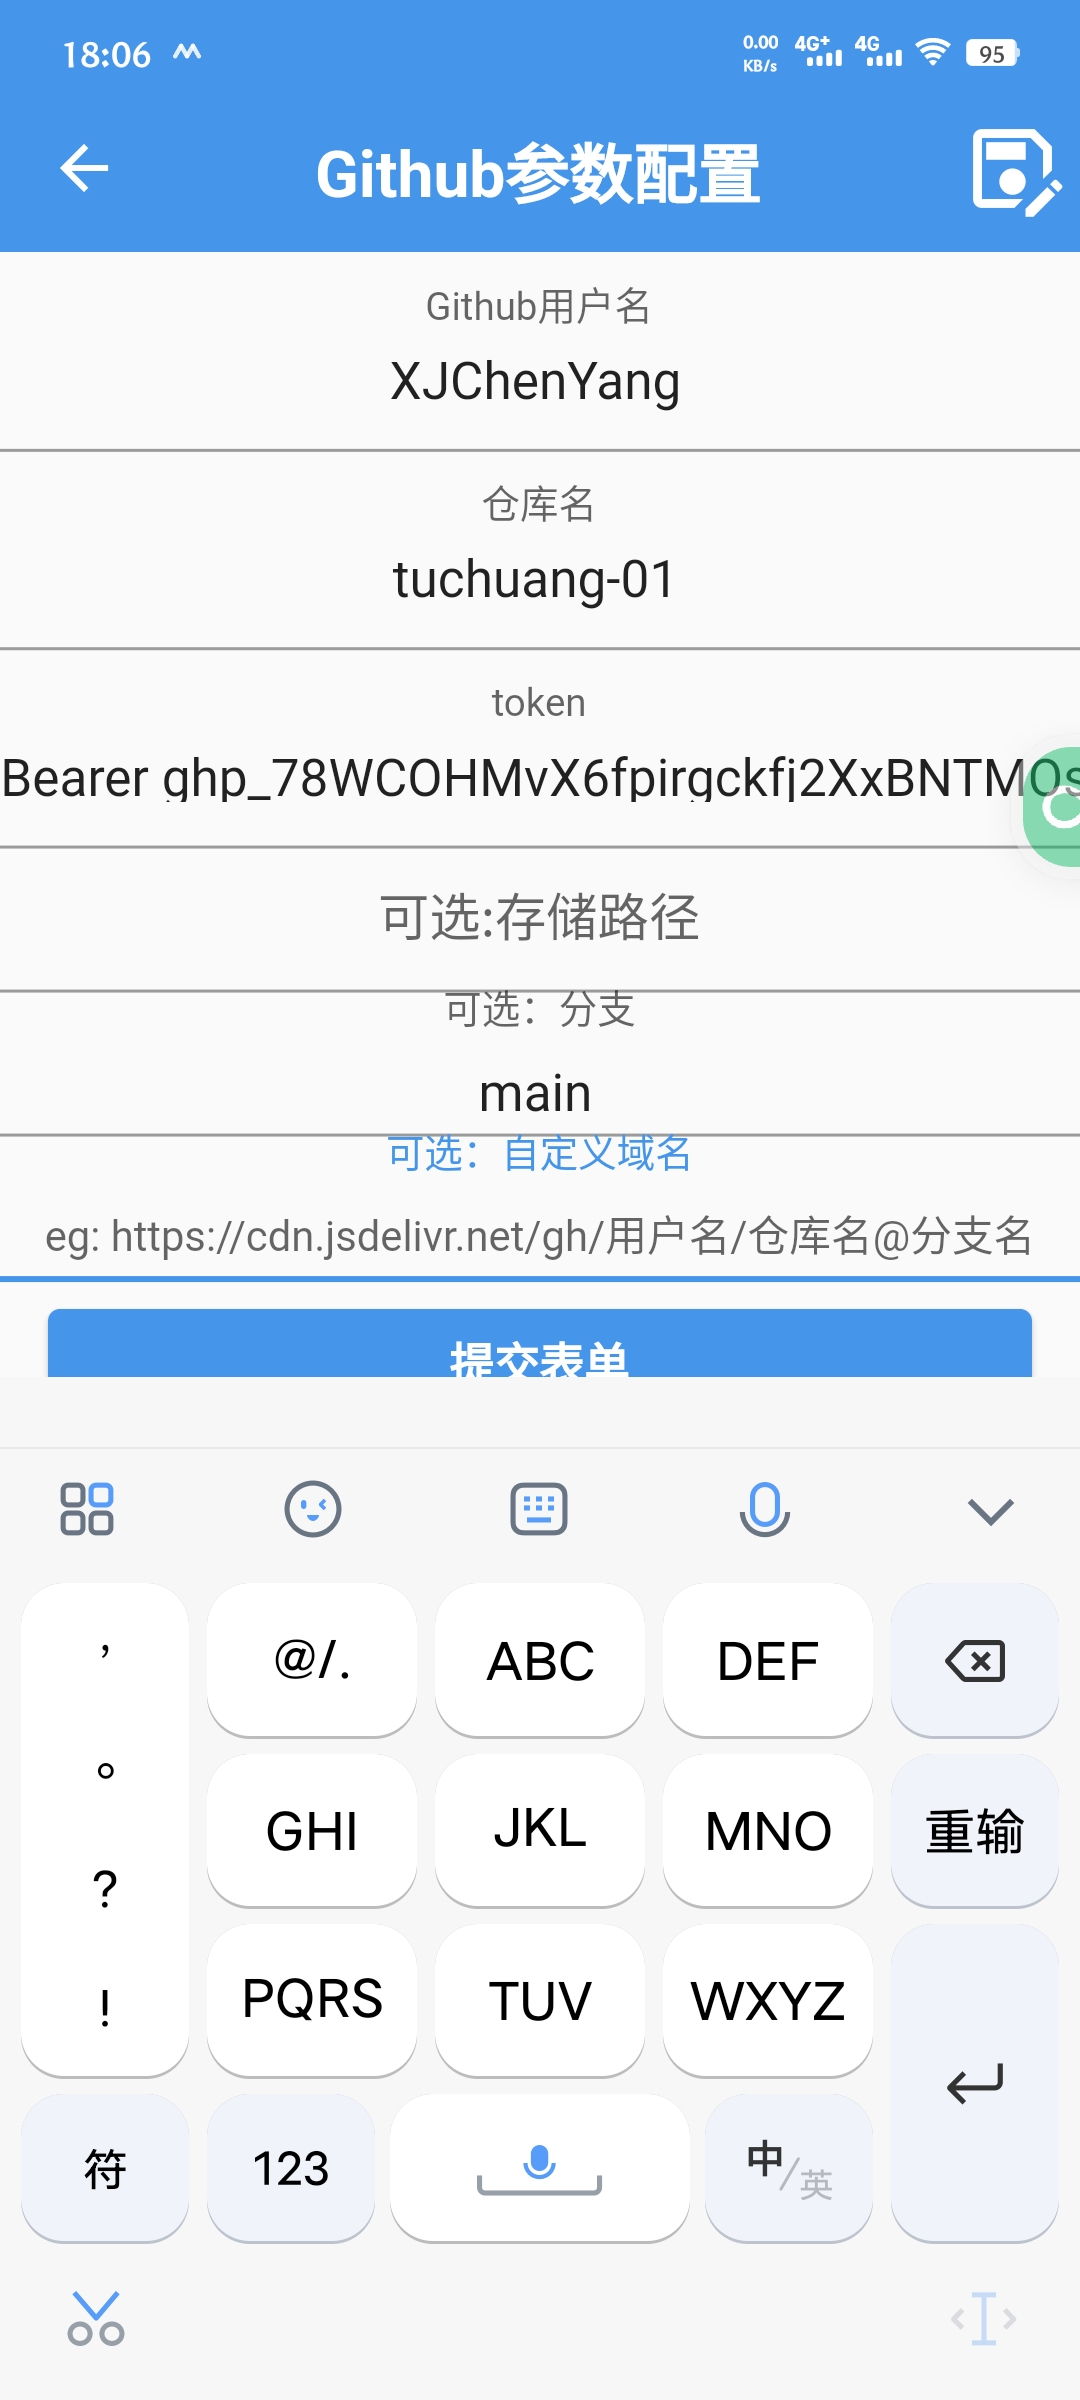 18:06 0.00 KB/s 4G+ 4G 95
Github参数配置
Github用户名
XJChenYang
仓库名
tuchuang-01
token
Bearer ghp_78WCOHMvX6fpirgckfj2XxBNTMOs
可选:存储路径
可选：分支
main
可选：自定义域名
eg: https://cdn.jsdelivr.net/gh/用户名/仓库名@分支名
提交表单
， @/. ABC DEF
。 GHI JKL MNO 重输
? PQRS TUV WXYZ
!
符 123 中/英